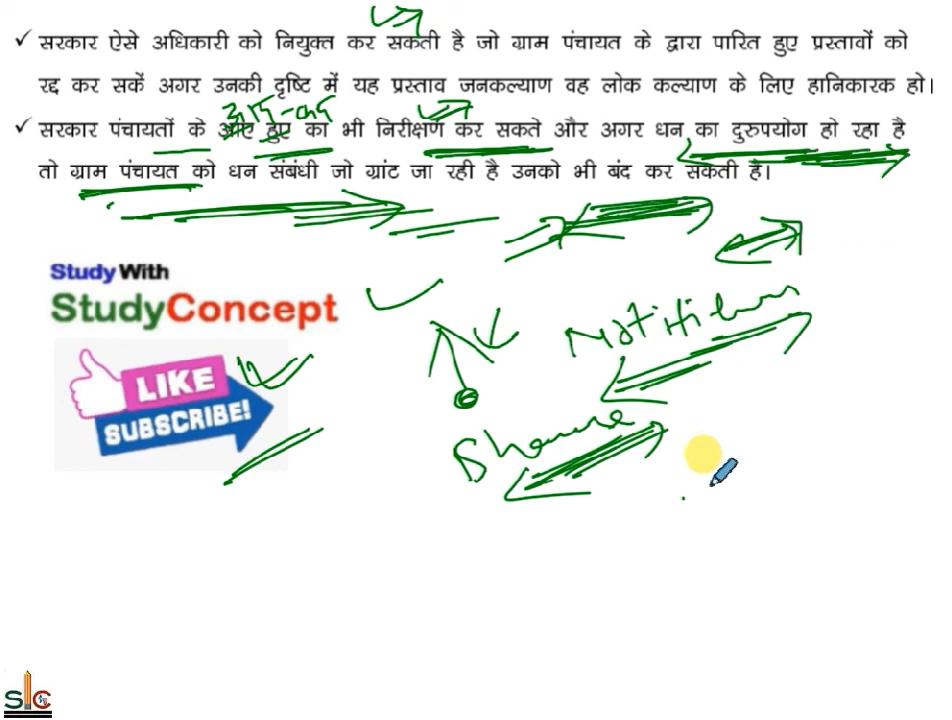 ✓ सरकार ऐसे अधिकारी को नियुक्त कर सकती है जो ग्राम पंचायत के द्वारा पारित हुए प्रस्तावों को
रद्द कर सकें अगर उनकी दृष्टि में यह प्रस्ताव जनकल्याण वह लोक कल्याण के लिए हानिकारक हो।
आय-व्यय
✓ सरकार पंचायतों के आए हुए का भी निरीक्षण कर सकते और अगर धन का दुरुपयोग हो रहा है
तो ग्राम पंचायत को धन संबंधी जो ग्रांट जा रही है उनको भी बंद कर सकती है।
Study With
StudyConcept
LIKE
SUBSCRIBE!
SC